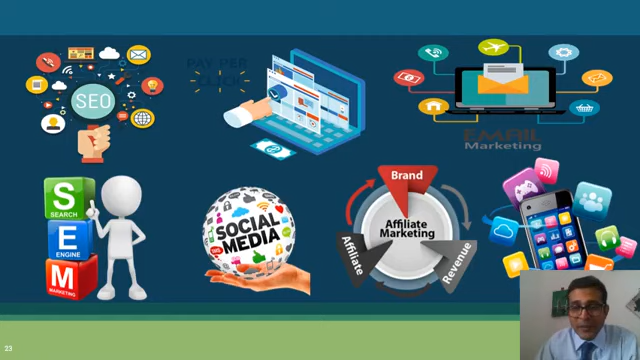 PAY PER
CLICK
SEO
EMAIL
Marketing
S
SEARCH
E
ENGINE
M
MARKETING
SOCIAL
MEDIA
Brand
Affiliate
Marketing
Affiliate
Revenue
23